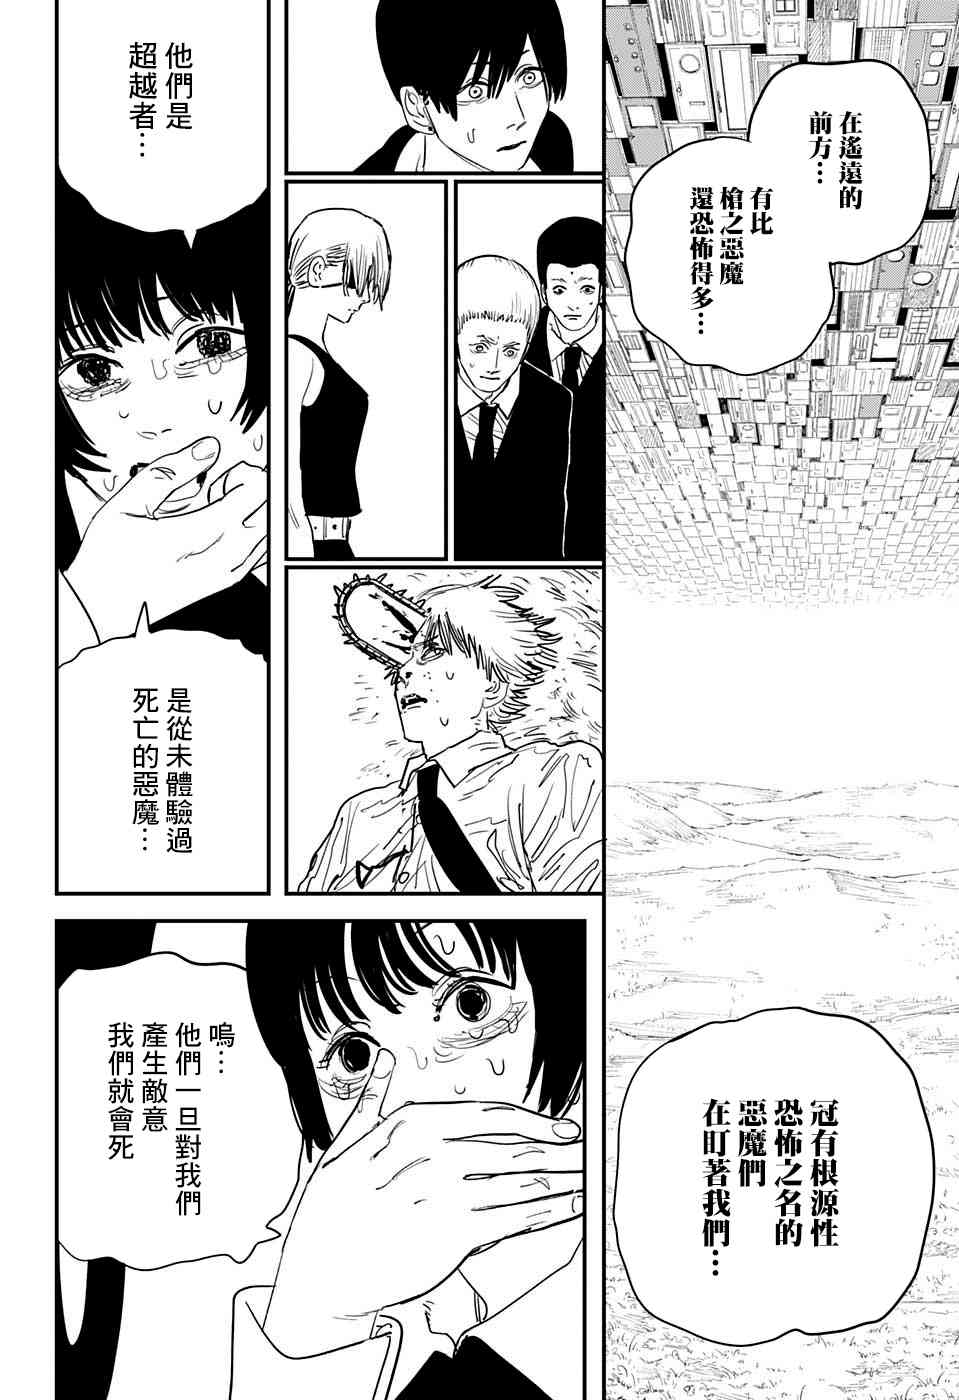 在遙遠的
前方…
有比
槍之惡魔
還恐怖得多…
冠有根源性
恐怖之名的
惡魔們
在盯著我們…
他們是
超越者…
是從未體驗過
死亡的惡魔…
嗚…
他們一旦對我們
產生敵意
我們就會死